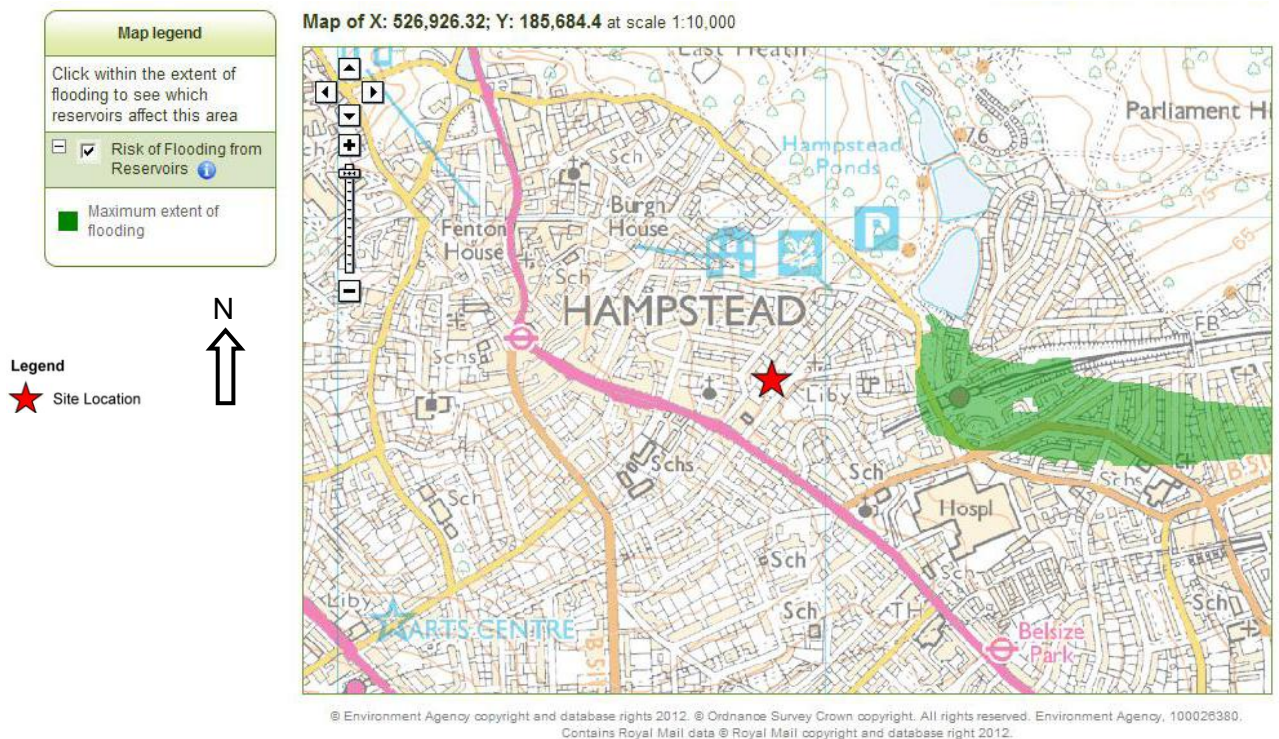 Map legend
Click within the extent of
flooding to see which
reservoirs affect this area
Risk of Flooding from
Reservoirs
Maximum extent of
flooding
N
Legend
Site Location
Map of X: 526,926.32; Y: 185,684.4 at scale 1:10,000
East Heath
Parliament Hi
76
Hampstead
Ponds
Sch
Burgh
House
P
75
65
Fenton
House
Sch
HAMPSTEAD
FB
Schs
Liby
Schs
Sch
Schs
Sch
Hospl
Sch
Sch
Sch
Liby
ARTS CENTRE
Sch
TH
Sch
Belsize
Park
© Environment Agency copyright and database rights 2012. © Ordnance Survey Crown copyright. All rights reserved. Environment Agency, 100026380.
Contains Royal Mail data © Royal Mail copyright and database right 2012.